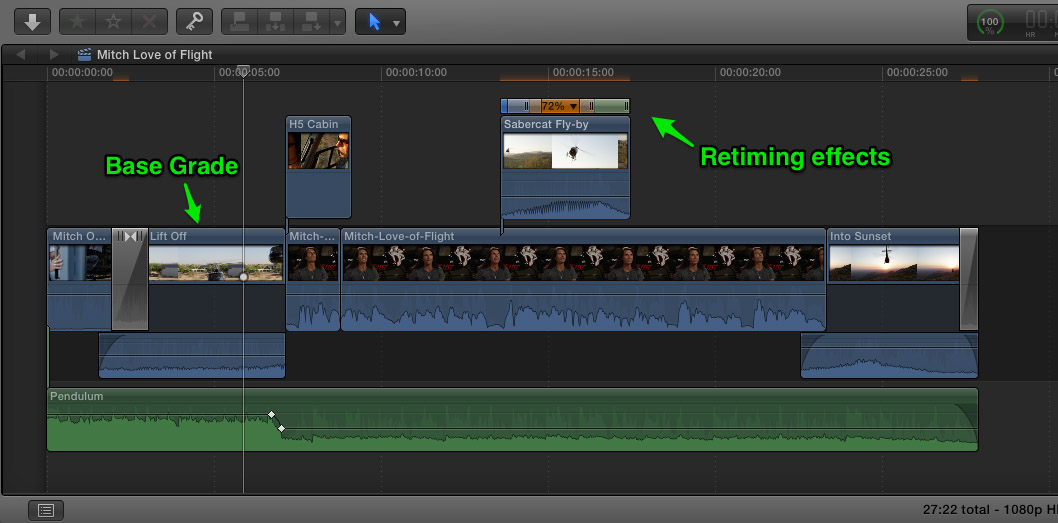 100
%
00:
HR
Mitch Love of Flight
00:00:00:00
00:00:05:00
00:00:10:00
00:00:15:00
00:00:20:00
00:00:25:00
72%
H5 Cabin
Sabercat Fly-by
Retiming effects
Base Grade
Mitch O...
Lift Off
Mitch-...
Mitch-Love-of-Flight
Into Sunset
Pendulum
27:22 total - 1080p H